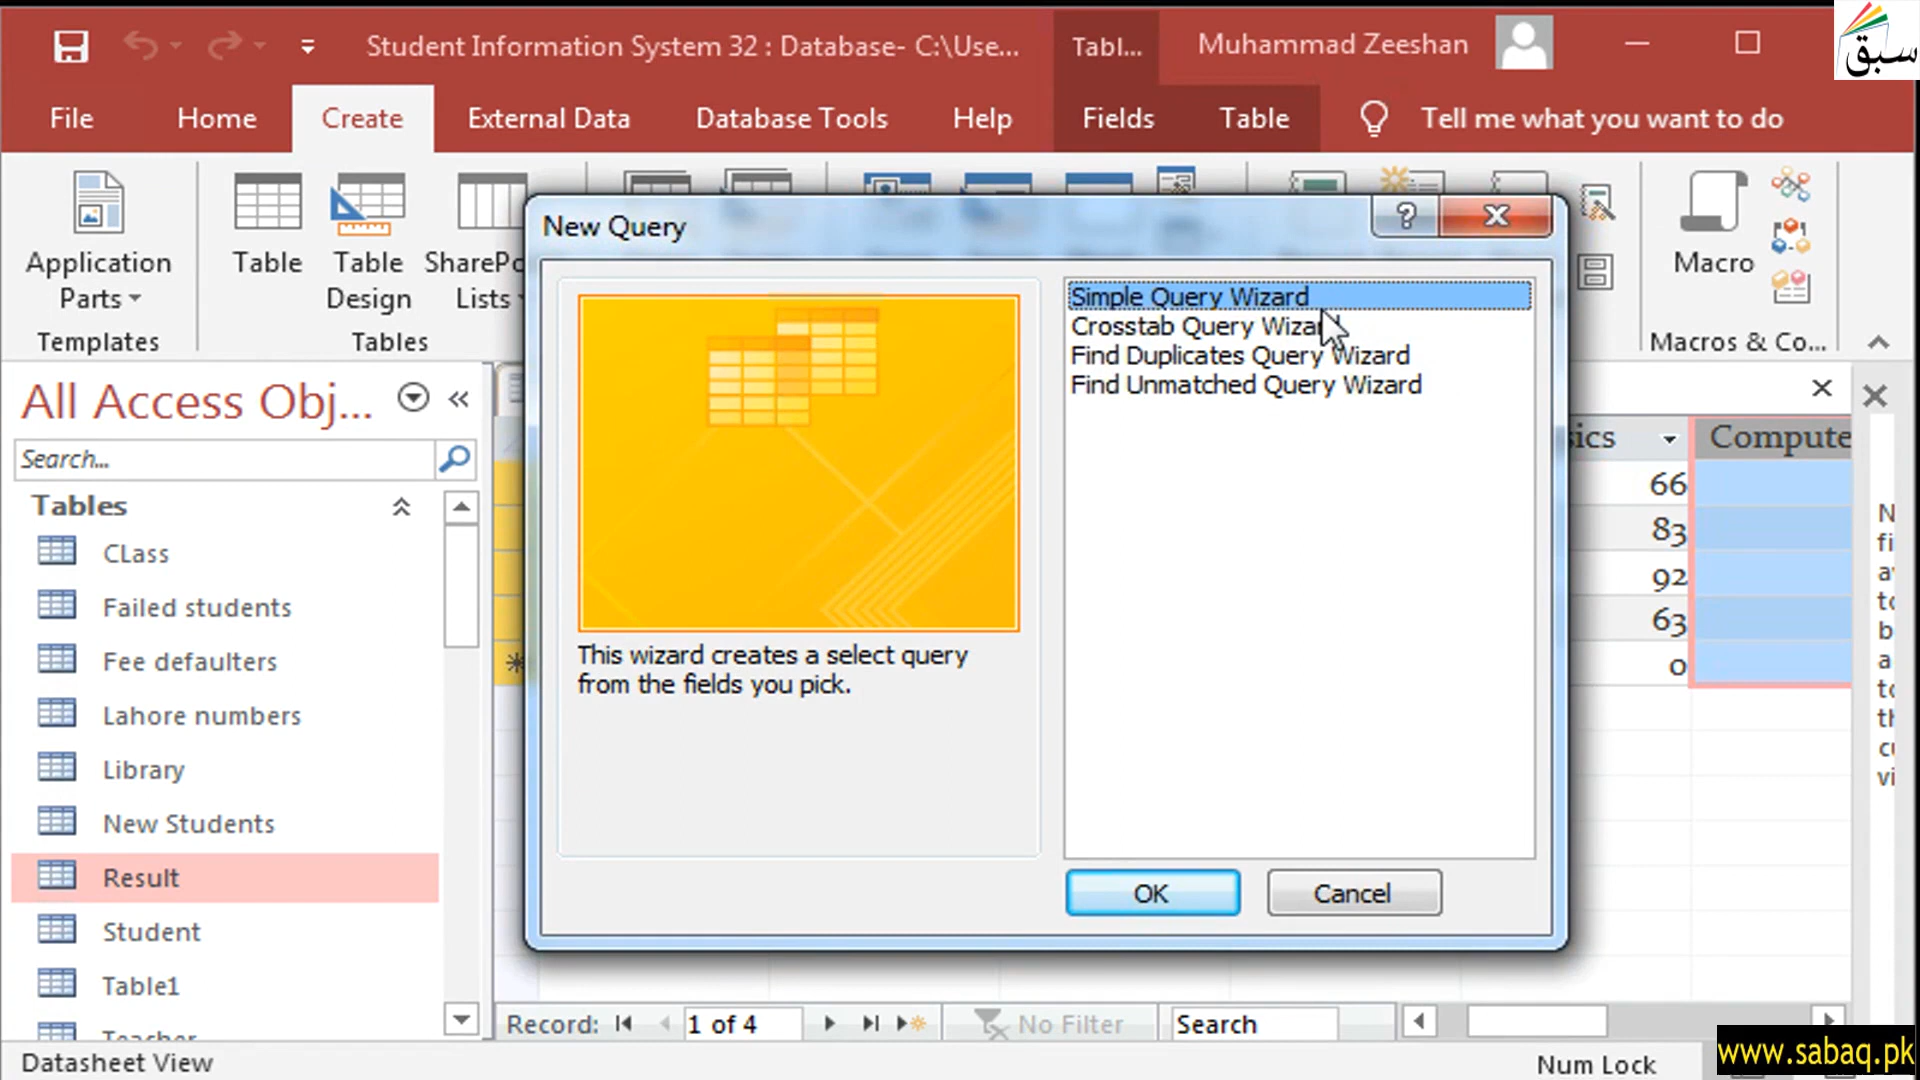 Student Information System 32 : Database- C:\Use...
Tabl...
Muhammad Zeeshan
سبق
File
Home
Create
External Data
Database Tools
Help
Fields
Table
Tell me what you want to do
Application
Parts
Templates
Table
Table
Design
SharePo
Lists
Tables
Macro
Macros & Co...
New Query
Simple Query Wizard
Crosstab Query Wizar
Find Duplicates Query Wizard
Find Unmatched Query Wizard
This wizard creates a select query
from the fields you pick.
OK
Cancel
All Access Obj...
Search...
Tables
CLass
Failed students
Fee defaulters
Lahore numbers
Library
New Students
Result
Student
Table1
Teacher
sics
Compute
66
83
92
63
0
Record:
1 of 4
No Filter
Search
Datasheet View
Num Lock
www.sabaq.pk